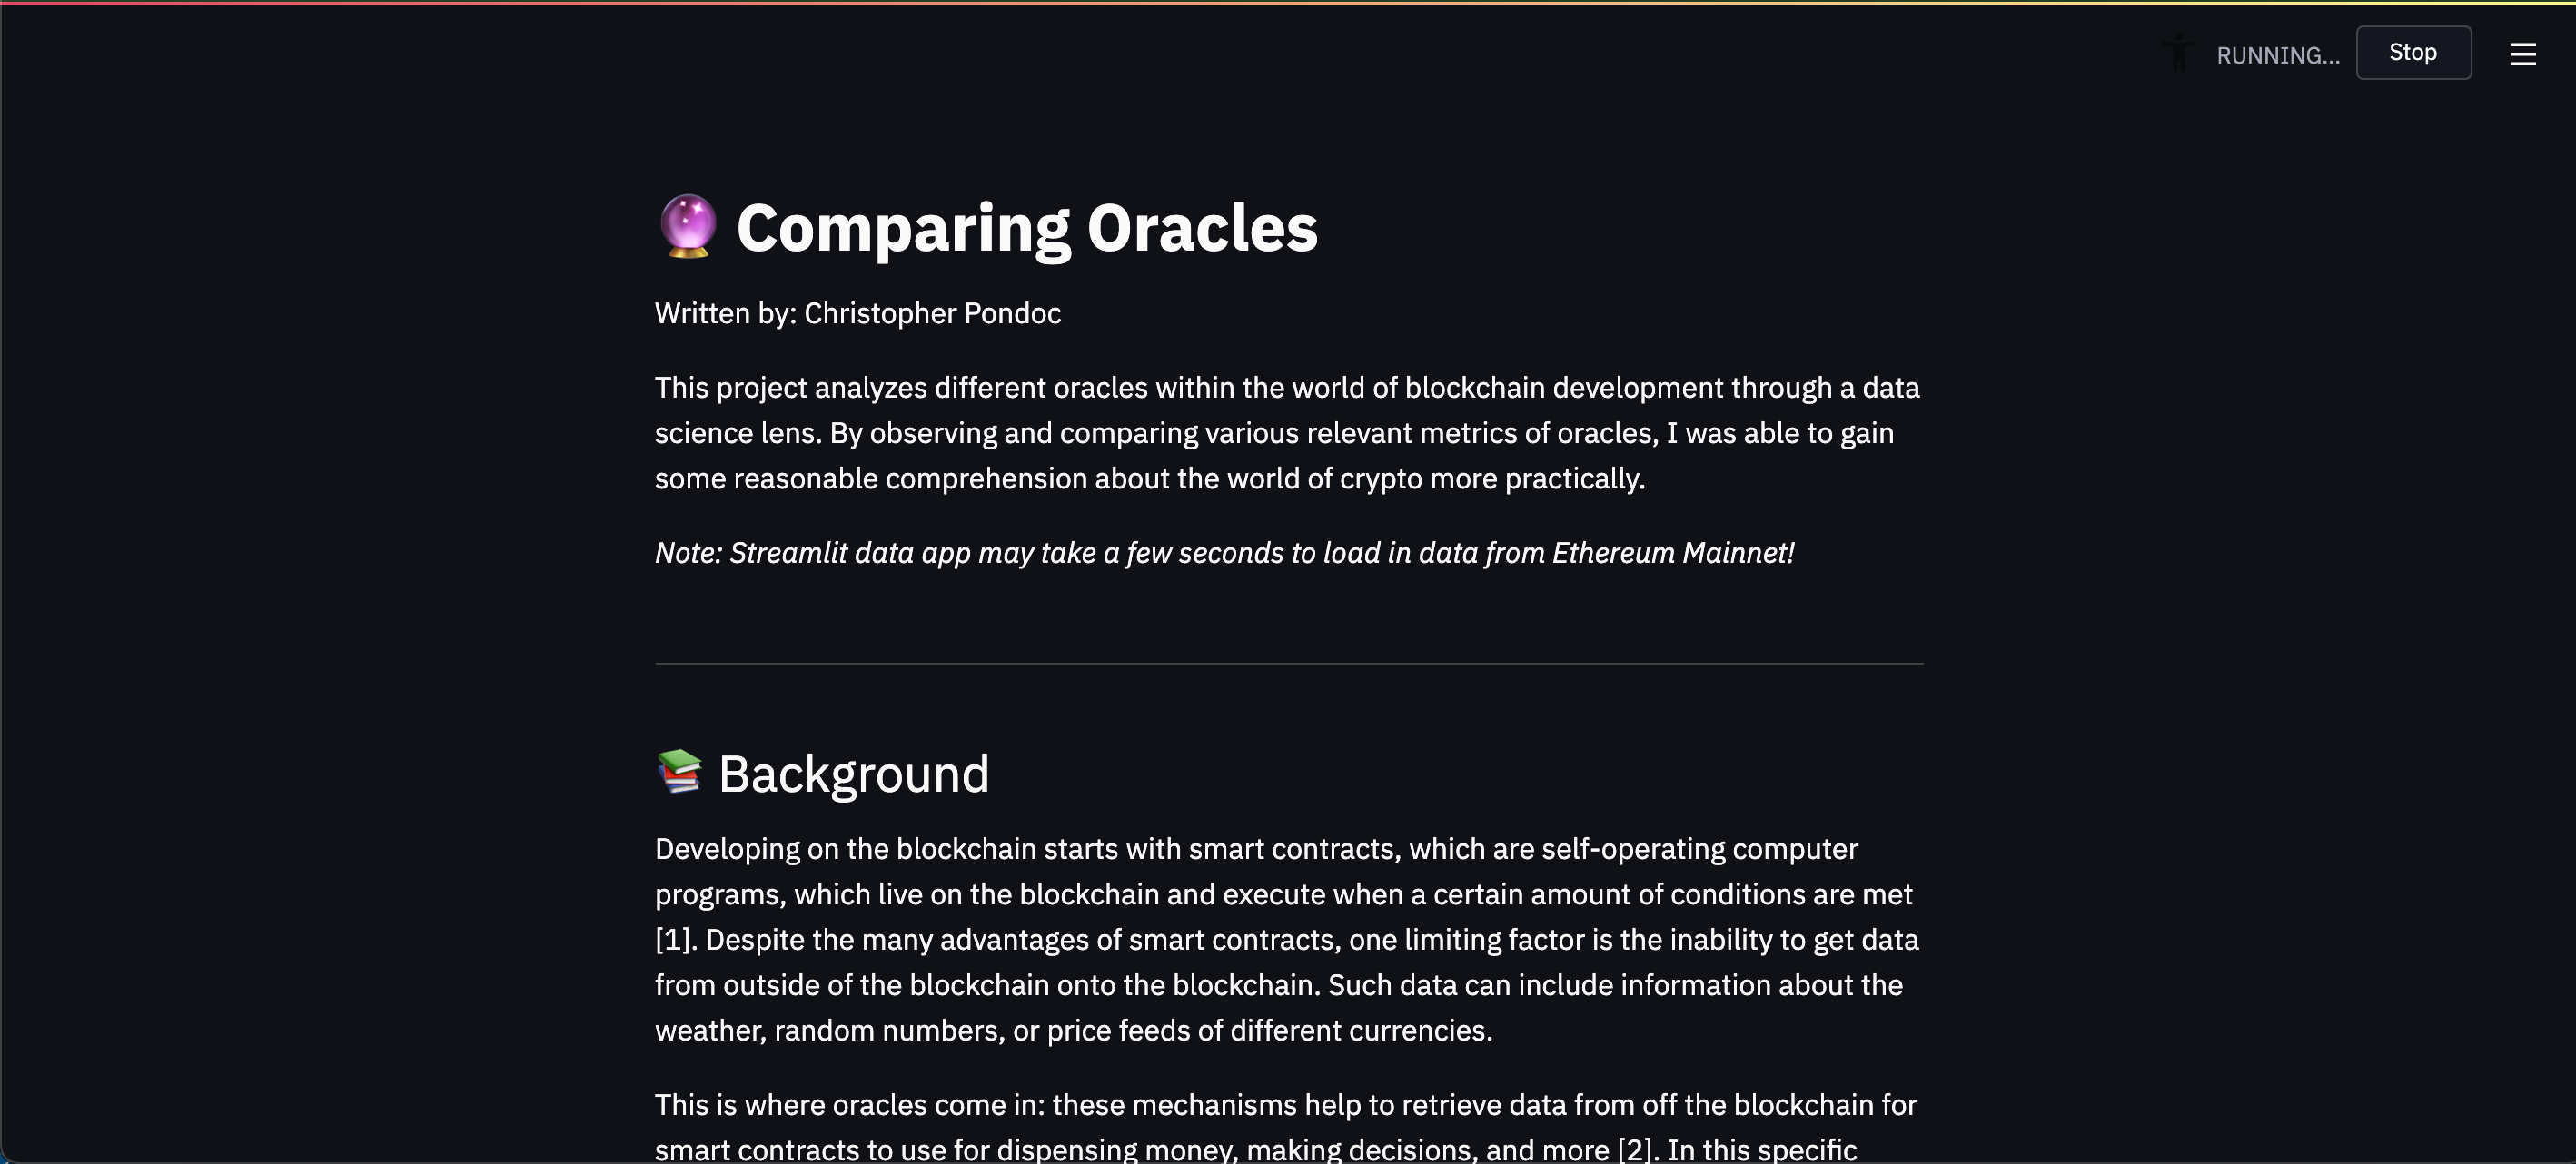 RUNNING...
Stop
Comparing Oracles
Written by: Christopher Pondoc
This project analyzes different oracles within the world of blockchain development through a data
science lens. By observing and comparing various relevant metrics of oracles, I was able to gain
some reasonable comprehension about the world of crypto more practically.
Note: Streamlit data app may take a few seconds to load in data from Ethereum Mainnet!
Background
Developing on the blockchain starts with smart contracts, which are self-operating computer
programs, which live on the blockchain and execute when a certain amount of conditions are met
[1]. Despite the many advantages of smart contracts, one limiting factor is the inability to get data
from outside of the blockchain onto the blockchain. Such data can include information about the
weather, random numbers, or price feeds of different currencies.
This is where oracles come in: these mechanisms help to retrieve data from off the blockchain for
smart contracts to use for dispensing money, making decisions, and more [2]. In this specific